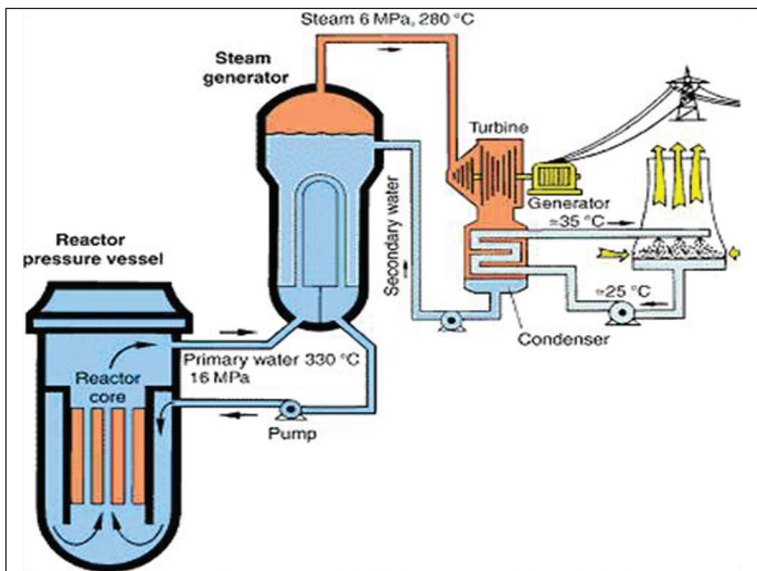 Steam 6 MPa, 280 °C
Steam
generator
Turbine
Generator
≈35 °C
Reactor
pressure vessel
Secondary water
≈25 °C
Condenser
Primary water 330 °C
16 MPa
Reactor
core
Pump